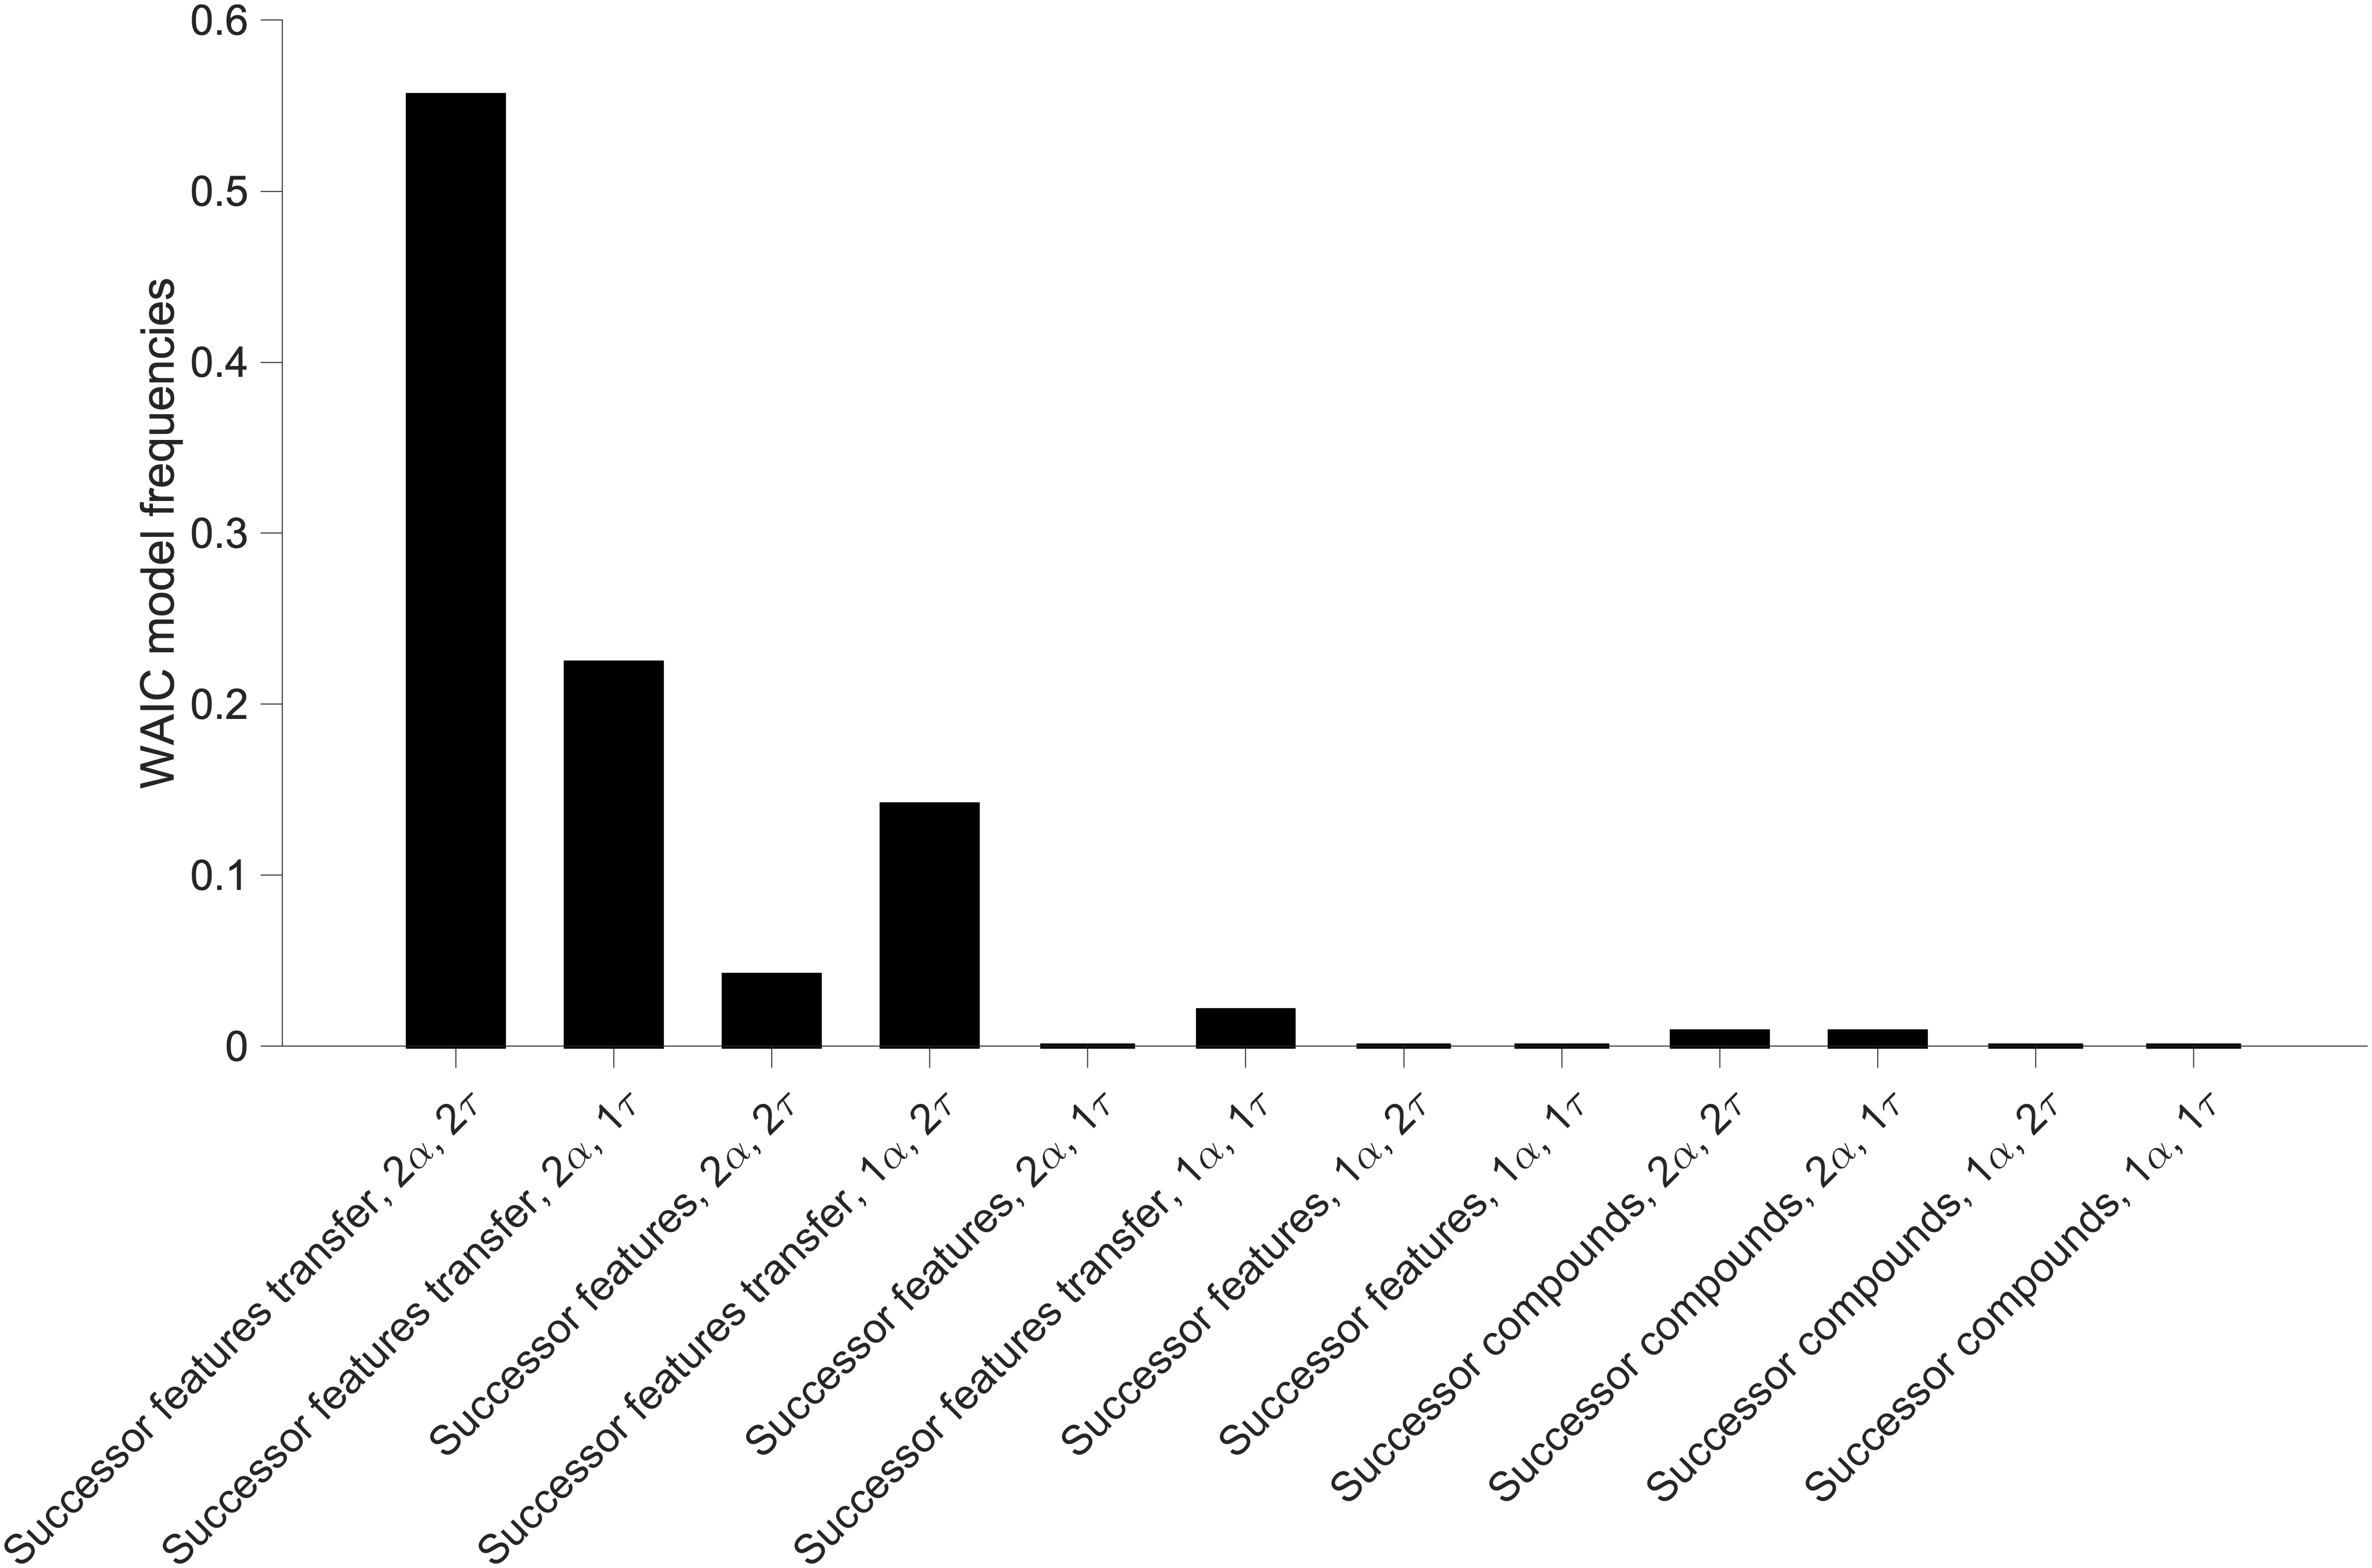 WAIC model frequencies
0.6
0.5
0.4
0.3
0.2
0.1
0
Successor features transfer, 2α, 2τ
Successor features transfer, 2α, 1τ
Successor features, 2α, 2τ
Successor features transfer, 1α, 2τ
Successor features, 2α, 1τ
Successor features transfer, 1α, 1τ
Successor features, 1α, 2τ
Successor features, 1α, 1τ
Successor compounds, 2α, 2τ
Successor compounds, 2α, 1τ
Successor compounds, 1α, 2τ
Successor compounds, 1α, 1τ